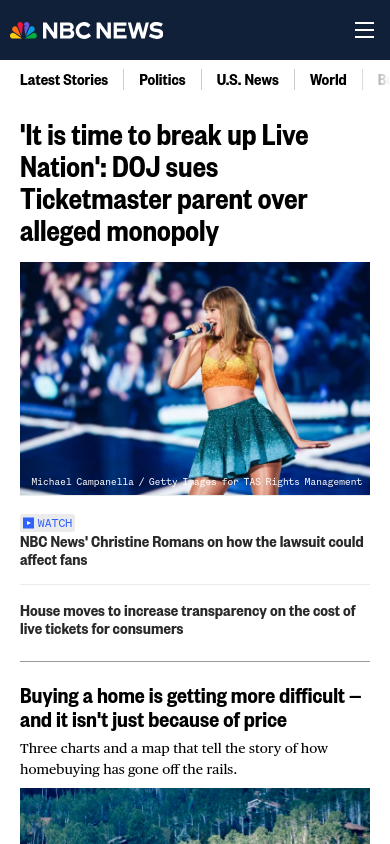 NBC NEWS
Latest Stories
Politics
U.S. News
World
'It is time to break up Live
Nation': DOJ sues
Ticketmaster parent over
alleged monopoly
Michael Campanella / Getty Images for TAS Rights Management
WATCH
NBC News' Christine Romans on how the lawsuit could
affect fans
House moves to increase transparency on the cost of
live tickets for consumers
Buying a home is getting more difficult —
and it isn't just because of price
Three charts and a map that tell the story of how
homebuying has gone off the rails.